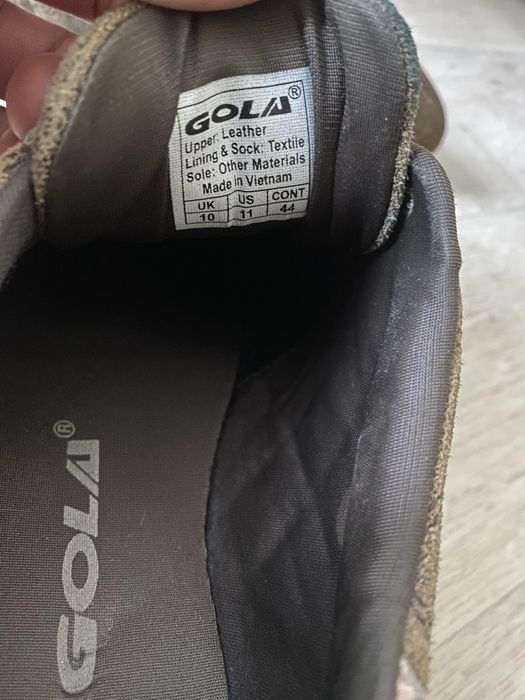 GOLA®
Upper: Leather
Lining & Sock: Textile
Sole: Other Materials
Made in Vietnam
UK US CONT
10 11 44
GOLA®